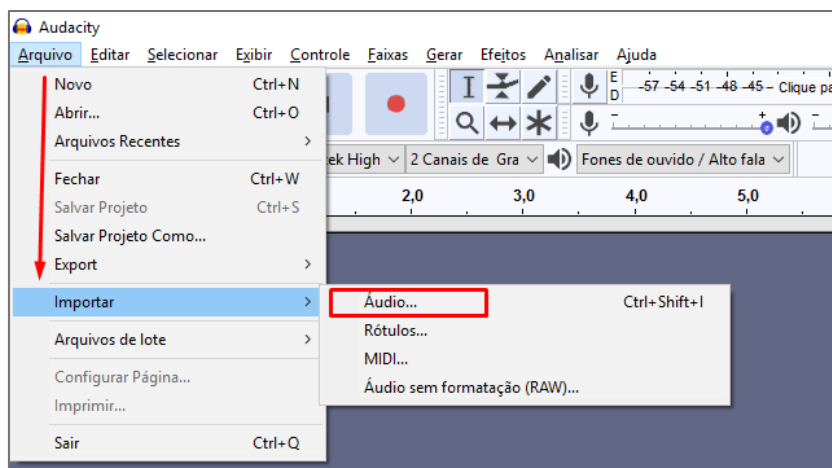 Audacity
Arquivo Editar Selecionar Exibir Controle Faixas Gerar Efeitos Analisar Ajuda
Novo Ctrl+N
Abrir... Ctrl+O
Arquivos Recentes
Fechar Ctrl+W
Salvar Projeto Ctrl+S
Salvar Projeto Como...
Export
Importar
Arquivos de lote
Configurar Página...
Imprimir...
Sair Ctrl+Q
E
D
-57 -54 -51 -48 -45 - Clique pa
ek High 2 Canais de Gra Fones de ouvido / Alto fala
2,0 3,0 4,0 5,0
Áudio... Ctrl+Shift+I
Rótulos...
MIDI...
Áudio sem formatação (RAW)...